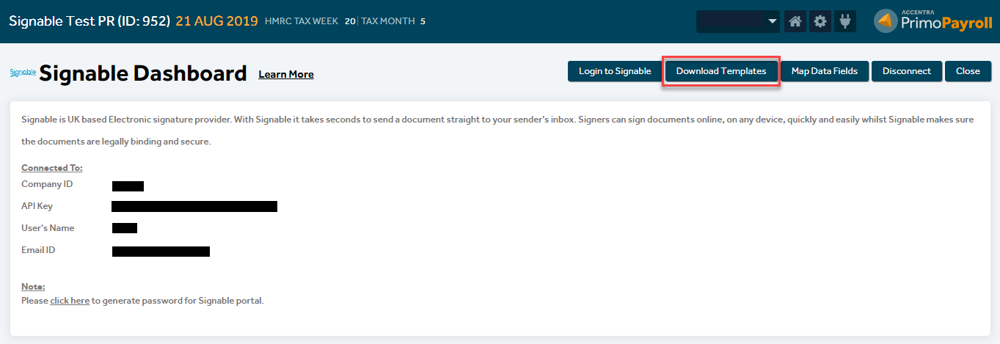 Signable Test PR (ID: 952) 21 AUG 2019 HMRC TAX WEEK 20| TAX MONTH 5
ACCENTRA
PrimoPayroll
Signable Signable Dashboard Learn More
Login to Signable Download Templates Map Data Fields Disconnect Close
Signable is UK based Electronic signature provider. With Signable it takes seconds to send a document straight to your sender's inbox. Signers can sign documents online, on any device, quickly and easily whilst Signable makes sure
the documents are legally binding and secure.
Connected To:
Company ID
API Key
User's Name
Email ID
Note:
Please click here to generate password for Signable portal.